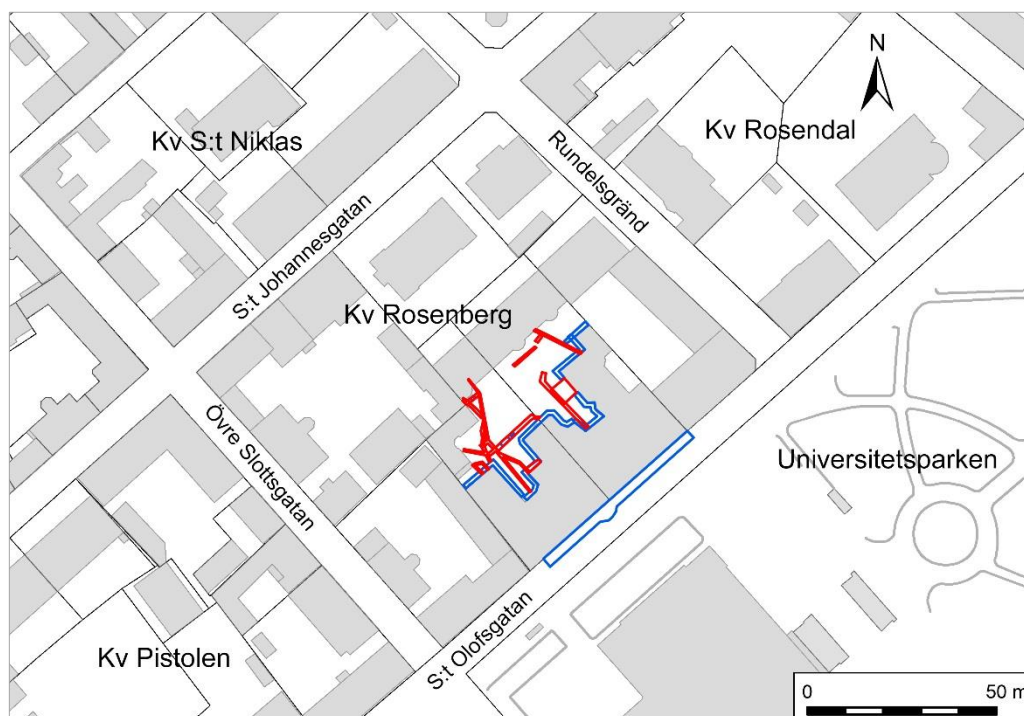 N
Kv S:t Niklas
Kv Rosendal
Rundelsgränd
S:t Johannesgatan
Kv Rosenberg
Övre Slottsgatan
Universitetsparken
Kv Pistolen
S:t Olofsgatan
0 50 m